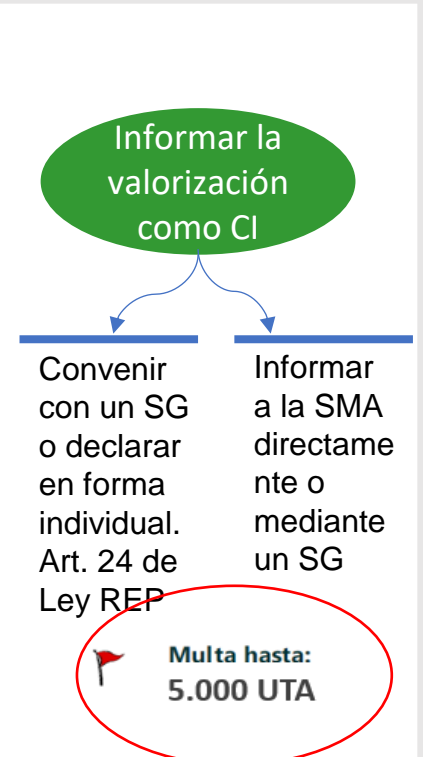 Informar la
valorización
como CI
Convenir
con un SG
o declarar
en forma
individual.
Art. 24 de
Ley REP
Informar
a la SMA
directame
nte o
mediante
un SG
Multa hasta:
5.000 UTA